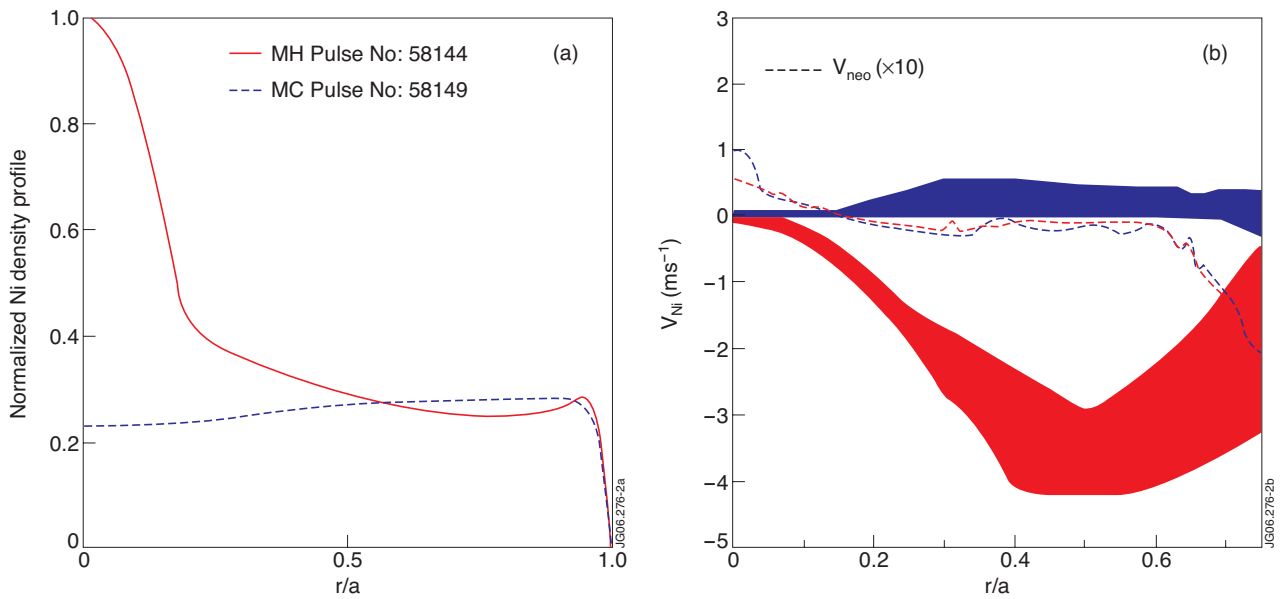 1.0
0.8
0.6
0.4
0.2
0
0
0.5
1.0
Normalized Ni density profile
r/a
MH Pulse No: 58144
MC Pulse No: 58149
(a)
JG06.276-2a
3
2
1
0
−1
−2
−3
−4
−5
0
0.2
0.4
0.6
V_Ni (ms⁻¹)
r/a
V_neo (×10)
(b)
JG06.276-2b